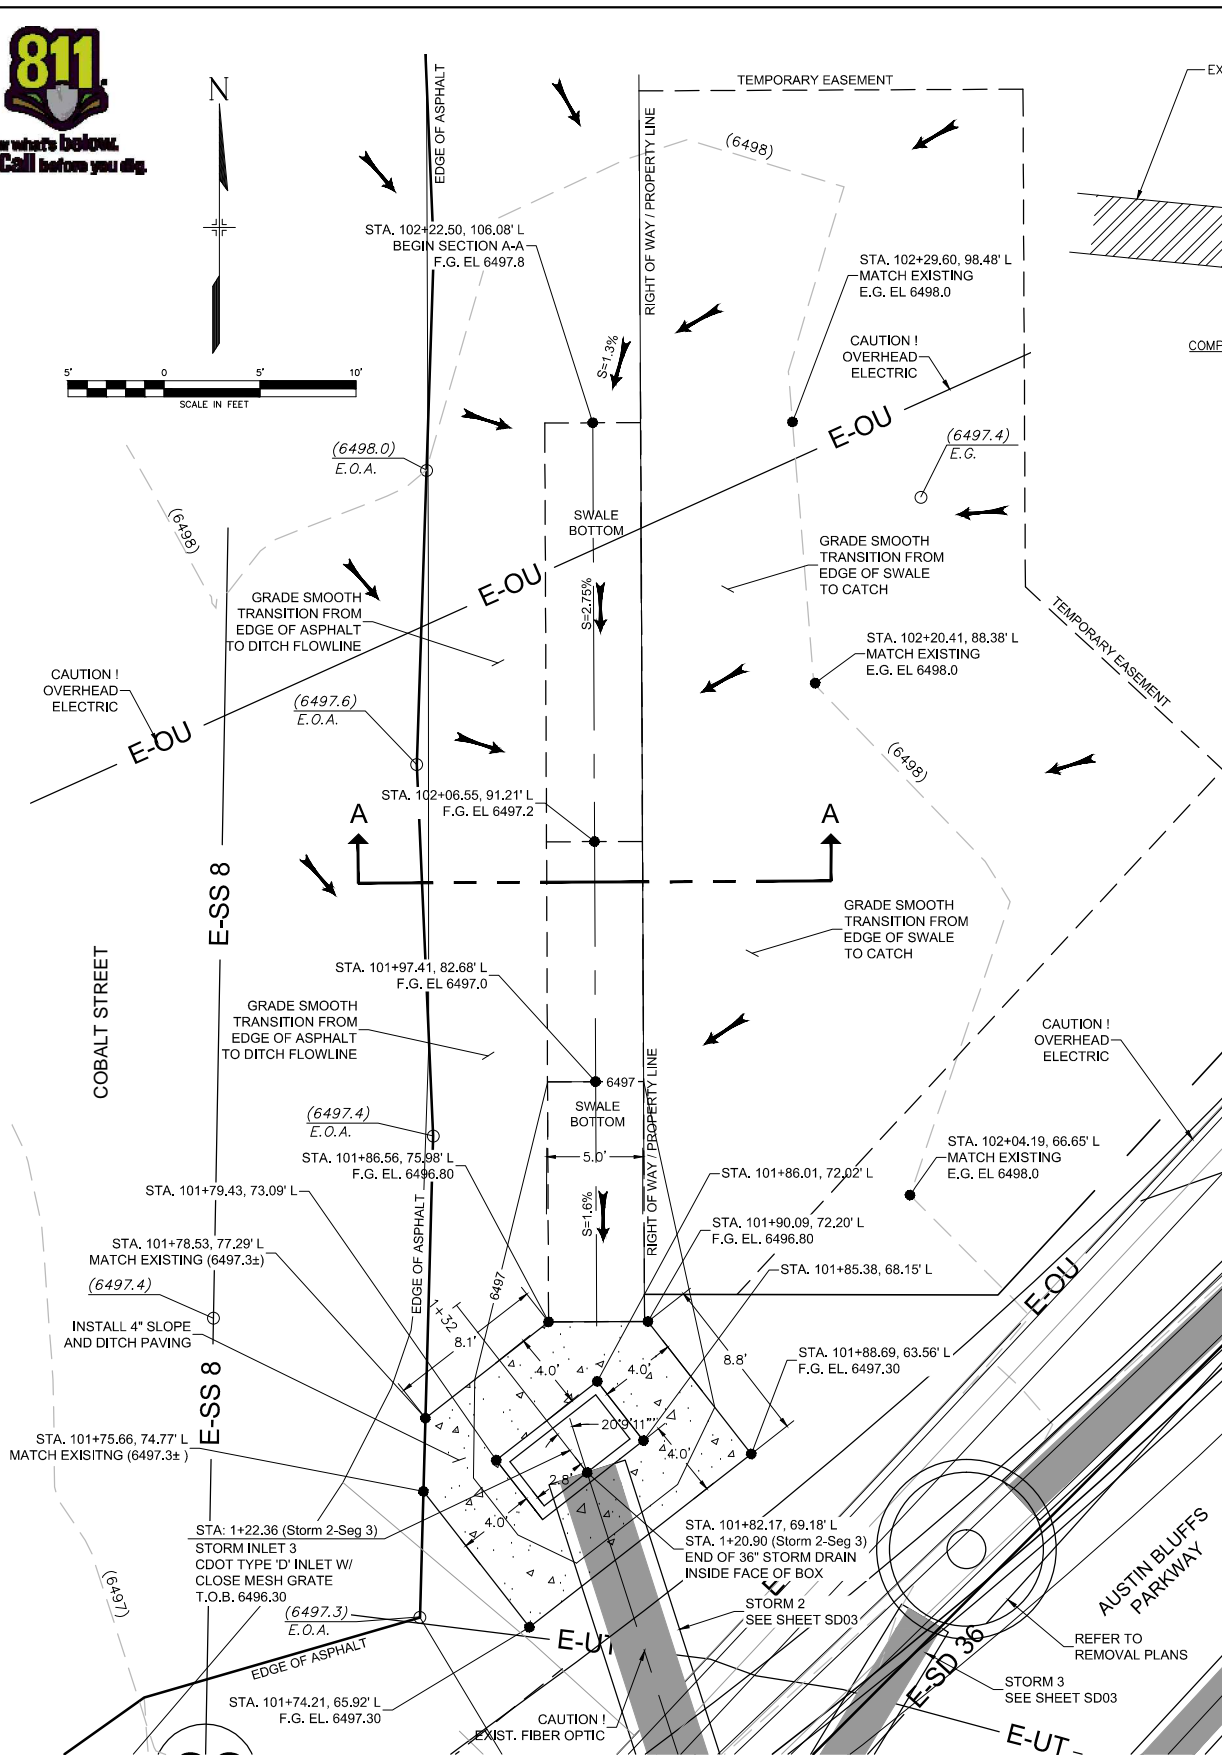 811
what's below.
Call before you dig.
N
5'
0
5'
10'
SCALE IN FEET
EDGE OF ASPHALT
TEMPORARY EASEMENT
RIGHT OF WAY / PROPERTY LINE
(6498)
STA. 102+22.50, 106.08' L
BEGIN SECTION A-A
F.G. EL 6497.8
STA. 102+29.60, 98.48' L
MATCH EXISTING
E.G. EL 6498.0
S=1.3%
CAUTION !
OVERHEAD
ELECTRIC
E-OU
(6497.4)
E.G.
(6498.0)
E.O.A.
(6498)
SWALE
BOTTOM
GRADE SMOOTH
TRANSITION FROM
EDGE OF SWALE
TO CATCH
E-OU
S=2.75%
GRADE SMOOTH
TRANSITION FROM
EDGE OF ASPHALT
TO DITCH FLOWLINE
TEMPORARY EASEMENT
STA. 102+20.41, 88.38' L
MATCH EXISTING
E.G. EL 6498.0
CAUTION !
OVERHEAD
ELECTRIC
(6497.6)
E.O.A.
E-OU
(6498)
STA. 102+06.55, 91.21' L
F.G. EL 6497.2
A
A
E-SS 8
GRADE SMOOTH
TRANSITION FROM
EDGE OF SWALE
TO CATCH
COBALT STREET
STA. 101+97.41, 82.68' L
F.G. EL 6497.0
GRADE SMOOTH
TRANSITION FROM
EDGE OF ASPHALT
TO DITCH FLOWLINE
CAUTION !
OVERHEAD
ELECTRIC
6497
SWALE
BOTTOM
RIGHT OF WAY / PROPERTY LINE
(6497.4)
E.O.A.
STA. 101+86.56, 75.98' L
F.G. EL. 6496.80
5.0'
STA. 102+04.19, 66.65' L
MATCH EXISTING
E.G. EL 6498.0
STA. 101+86.01, 72.02' L
STA. 101+79.43, 73.09' L
S=1.6%
EDGE OF ASPHALT
STA. 101+90.09, 72.20' L
F.G. EL. 6496.80
STA. 101+78.53, 77.29' L
MATCH EXISTING (6497.3±)
STA. 101+85.38, 68.15' L
(6497.4)
6497
E-OU
1+32
INSTALL 4" SLOPE
AND DITCH PAVING
8.1'
4.0'
4.0'
8.8'
STA. 101+88.69, 63.56' L
F.G. EL. 6497.30
E-SS 8
20°9'11"
4.0'
STA. 101+75.66, 74.77' L
MATCH EXISITNG (6497.3± )
2.8'
4.0'
STA: 1+22.36 (Storm 2-Seg 3)
STORM INLET 3
CDOT TYPE 'D' INLET W/
CLOSE MESH GRATE
T.O.B. 6496.30
STA. 101+82.17, 69.18' L
STA. 1+20.90 (Storm 2-Seg 3)
END OF 36" STORM DRAIN
INSIDE FACE OF BOX
AUSTIN BLUFFS
PARKWAY
(6497)
(6497.3)
E.O.A.
STORM 2
SEE SHEET SD03
E-UT
E-SD 36
REFER TO
REMOVAL PLANS
EDGE OF ASPHALT
STORM 3
SEE SHEET SD03
STA. 101+74.21, 65.92' L
F.G. EL. 6497.30
CAUTION !
EXIST. FIBER OPTIC
E-UT